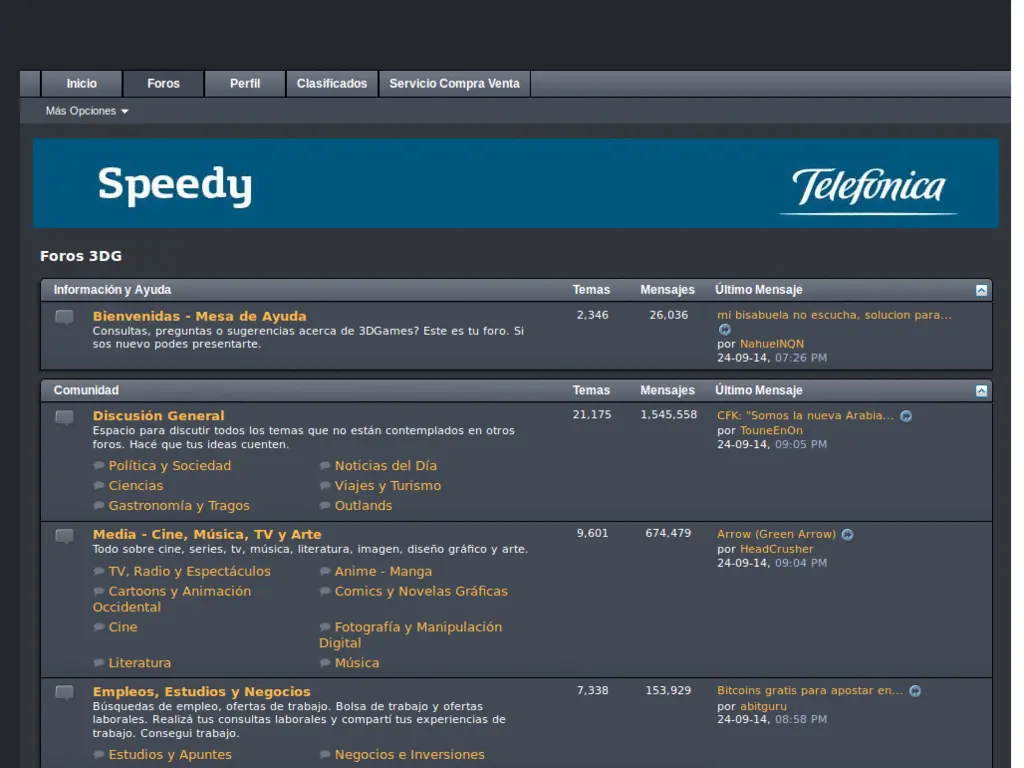 Inicio Foros Perfil Clasificados Servicio Compra Venta
Más Opciones
Speedy Telefónica
Foros 3DG
Información y Ayuda Temas Mensajes Último Mensaje
Bienvenidas - Mesa de Ayuda 2,346 26,036 mi bisabuela no escucha, solucion para...
Consultas, preguntas o sugerencias acerca de 3DGames? Este es tu foro. Si
sos nuevo podes presentarte. por NahuelNQN
24-09-14, 07:26 PM
Comunidad Temas Mensajes Último Mensaje
Discusión General 21,175 1,545,558 CFK: "Somos la nueva Arabia...
Espacio para discutir todos los temas que no están contemplados en otros por TouneEnOn
foros. Hacé que tus ideas cuenten. 24-09-14, 09:05 PM
Política y Sociedad Noticias del Día
Ciencias Viajes y Turismo
Gastronomía y Tragos Outlands
Media - Cine, Música, TV y Arte 9,601 674,479 Arrow (Green Arrow)
Todo sobre cine, series, tv, música, literatura, imagen, diseño gráfico y arte. por HeadCrusher
24-09-14, 09:04 PM
TV, Radio y Espectáculos Anime - Manga
Cartoons y Animación Comics y Novelas Gráficas
Occidental
Cine Fotografía y Manipulación
Digital
Literatura Música
Empleos, Estudios y Negocios 7,338 153,929 Bitcoins gratis para apostar en...
Búsquedas de empleo, ofertas de trabajo. Bolsa de trabajo y ofertas por abitguru
laborales. Realizá tus consultas laborales y compartí tus experiencias de 24-09-14, 08:58 PM
trabajo. Consegui trabajo.
Estudios y Apuntes Negocios e Inversiones